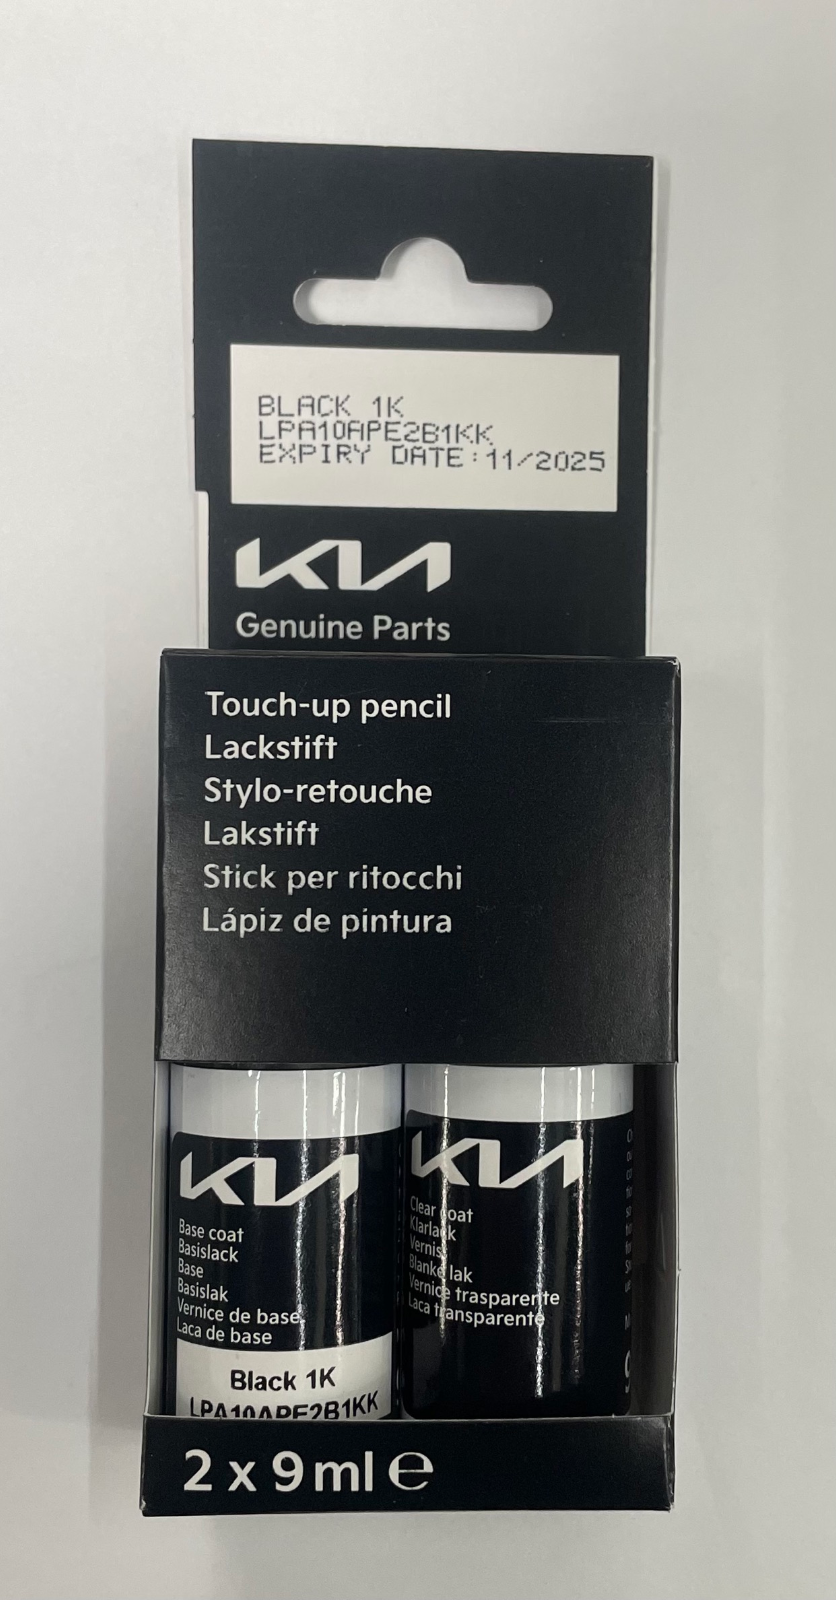 BLACK 1K
LPA10APE2B1KK
EXPIRY DATE:11/2025
KIA
Genuine Parts
Touch-up pencil
Lackstift
Stylo-retouche
Lakstift
Stick per ritocchi
Lápiz de pintura
KIA
Base coat
Basislack
Base
Basislak
Vernice de base
Laca de base
Black 1K
LPA10APE2B1KK
KIA
Clear coat
Klarlack
Vernis
Blanke lak
Vernice trasparente
Laca transparente
2 x 9 ml ℮